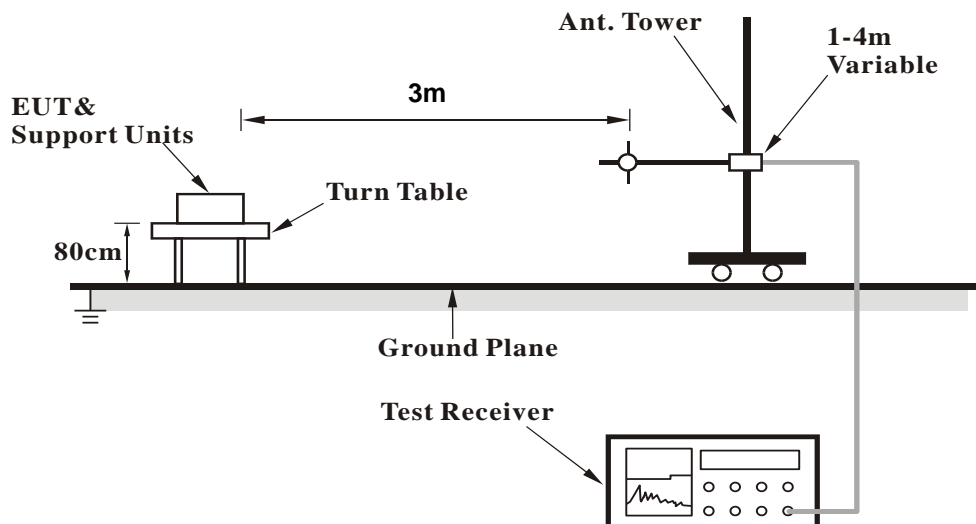 Ant. Tower
1-4m
Variable
3m
EUT&
Support Units
Turn Table
80cm
Ground Plane
Test Receiver